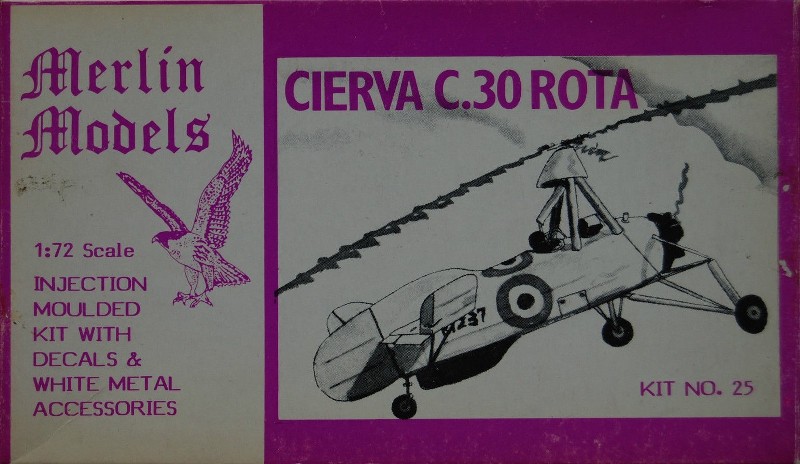 Merlin
Models
1:72 Scale
INJECTION
MOULDED
KIT WITH
DECALS &
WHITE METAL
ACCESSORIES
CIERVA C.30 ROTA
KIT NO. 25